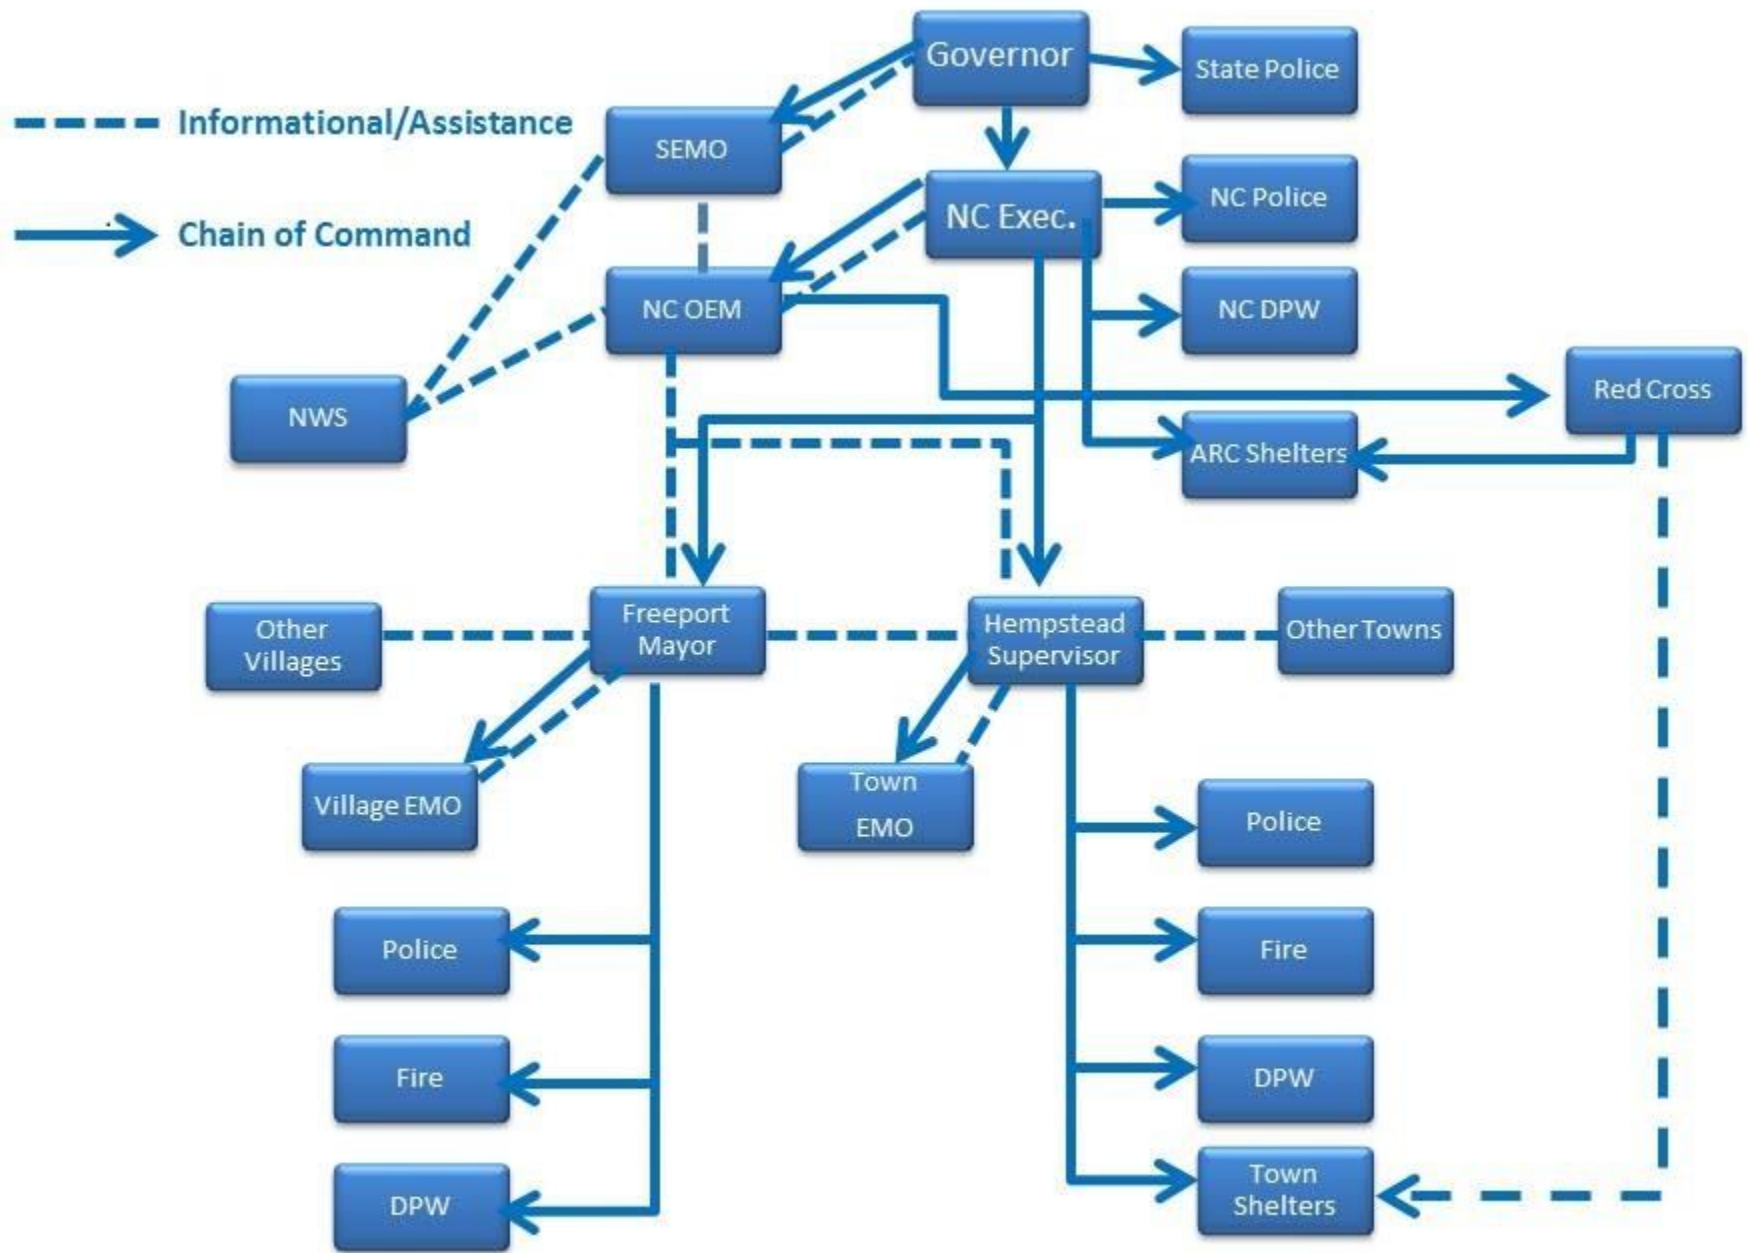 Governor
State Police
Informational/Assistance
SEMO
NC Police
NC Exec.
Chain of Command
NC OEM
NC DPW
Red Cross
NWS
ARC Shelters
Freeport
Mayor
Hempstead
Supervisor
Other
Villages
Other Towns
Village EMO
Town
EMO
Police
Police
Fire
Fire
DPW
DPW
Town
Shelters